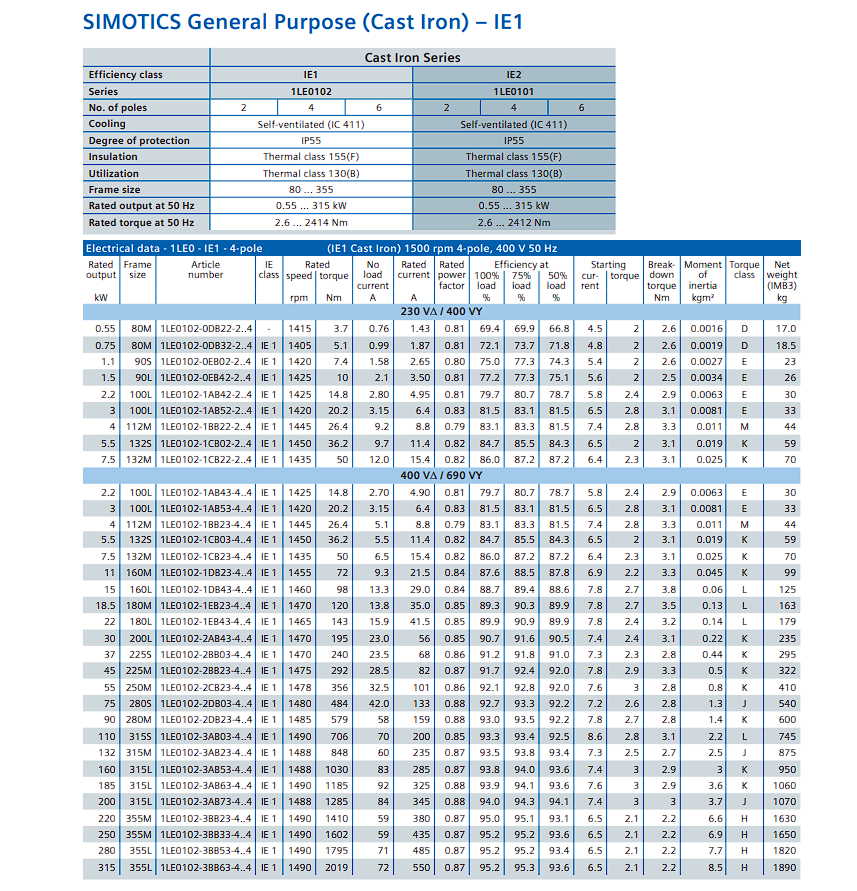 SIMOTICS General Purpose (Cast Iron) – IE1
Cast Iron Series
Efficiency class IE1 IE2
Series 1LE0102 1LE0101
No. of poles 2 4 6 2 4 6
Cooling Self-ventilated (IC 411) Self-ventilated (IC 411)
Degree of protection IP55 IP55
Insulation Thermal class 155(F) Thermal class 155(F)
Utilization Thermal class 130(B) Thermal class 130(B)
Frame size 80 ... 355 80 ... 355
Rated output at 50 Hz 0.55 ... 315 kW 0.55 ... 315 kW
Rated torque at 50 Hz 2.6 ... 2414 Nm 2.6 ... 2412 Nm
Electrical data - 1LE0 - IE1 - 4-pole (IE1 Cast Iron) 1500 rpm 4-pole, 400 V 50 Hz
Rated Frame Article IE Rated No Rated Rated Efficiency at Starting Break- Moment Torque Net
output size number class speed torque load current power 100% 75% 50% cur- torque down of class weight
current factor load load load rent torque inertia (IMB3)
kW rpm Nm A A % % % Nm kgm² kg
230 VΔ / 400 VY
0.55 80M 1LE0102-0DB22-2..4 - 1415 3.7 0.76 1.43 0.81 69.4 69.9 66.8 4.5 2 2.6 0.0016 D 17.0
0.75 80M 1LE0102-0DB32-2..4 IE 1 1405 5.1 0.99 1.87 0.81 72.1 73.7 71.8 4.8 2 2.6 0.0019 D 18.5
1.1 90S 1LE0102-0EB02-2..4 IE 1 1420 7.4 1.58 2.65 0.80 75.0 77.3 74.3 5.4 2 2.6 0.0027 E 23
1.5 90L 1LE0102-0EB42-2..4 IE 1 1425 10 2.1 3.50 0.81 77.2 77.3 75.1 5.6 2 2.5 0.0034 E 26
2.2 100L 1LE0102-1AB42-2..4 IE 1 1425 14.8 2.80 4.95 0.81 79.7 80.7 78.7 5.8 2.4 2.9 0.0063 E 30
3 100L 1LE0102-1AB52-2..4 IE 1 1420 20.2 3.15 6.4 0.83 81.5 83.1 81.5 6.5 2.8 3.1 0.0081 E 33
4 112M 1LE0102-1BB22-2..4 IE 1 1445 26.4 9.2 8.8 0.79 83.1 83.3 81.5 7.4 2.8 3.3 0.011 M 44
5.5 132S 1LE0102-1CB02-2..4 IE 1 1450 36.2 9.7 11.4 0.82 84.7 85.5 84.3 6.5 2 3.1 0.019 K 59
7.5 132M 1LE0102-1CB22-2..4 IE 1 1435 50 12.0 15.4 0.82 86.0 87.2 87.2 6.4 2.3 3.1 0.025 K 70
400 VΔ / 690 VY
2.2 100L 1LE0102-1AB43-4..4 IE 1 1425 14.8 2.70 4.90 0.81 79.7 80.7 78.7 5.8 2.4 2.9 0.0063 E 30
3 100L 1LE0102-1AB53-4..4 IE 1 1420 20.2 3.15 6.4 0.83 81.5 83.1 81.5 6.5 2.8 3.1 0.0081 E 33
4 112M 1LE0102-1BB23-4..4 IE 1 1445 26.4 5.1 8.8 0.79 83.1 83.3 81.5 7.4 2.8 3.3 0.011 M 44
5.5 132S 1LE0102-1CB03-4..4 IE 1 1450 36.2 5.5 11.4 0.82 84.7 85.5 84.3 6.5 2 3.1 0.019 K 59
7.5 132M 1LE0102-1CB23-4..4 IE 1 1435 50 6.5 15.4 0.82 86.0 87.2 87.2 6.4 2.3 3.1 0.025 K 70
11 160M 1LE0102-1DB23-4..4 IE 1 1455 72 9.3 21.5 0.84 87.6 88.5 87.8 6.9 2.2 3.3 0.045 K 99
15 160L 1LE0102-1DB43-4..4 IE 1 1460 98 13.3 29.0 0.84 88.7 89.4 88.6 7.8 2.7 3.8 0.06 L 125
18.5 180M 1LE0102-1EB23-4..4 IE 1 1470 120 13.8 35.0 0.85 89.3 90.3 89.9 7.8 2.7 3.5 0.13 L 163
22 180L 1LE0102-1EB43-4..4 IE 1 1465 143 15.9 41.5 0.85 89.9 90.9 89.9 7.8 2.4 3.2 0.14 L 179
30 200L 1LE0102-2AB43-4..4 IE 1 1470 195 23.0 56 0.85 90.7 91.6 90.5 7.4 2.4 3.1 0.22 K 235
37 225S 1LE0102-2BB03-4..4 IE 1 1470 240 23.5 68 0.86 91.2 91.8 91.0 7.3 2.3 2.8 0.44 K 295
45 225M 1LE0102-2BB23-4..4 IE 1 1475 292 28.5 82 0.87 91.7 92.4 92.0 7.8 2.9 3.3 0.5 K 322
55 250M 1LE0102-2CB23-4..4 IE 1 1478 356 32.5 101 0.86 92.1 92.8 92.0 7.6 3 2.8 0.8 K 410
75 280S 1LE0102-2DB03-4..4 IE 1 1480 484 42.0 133 0.88 92.7 93.3 92.2 7.2 2.6 2.8 1.3 J 540
90 280M 1LE0102-2DB23-4..4 IE 1 1485 579 58 159 0.88 93.0 93.5 92.2 7.8 2.7 2.8 1.4 K 600
110 315S 1LE0102-3AB03-4..4 IE 1 1490 706 70 200 0.85 93.3 93.4 92.5 8.6 2.8 3.1 2.2 L 745
132 315M 1LE0102-3AB23-4..4 IE 1 1488 848 60 235 0.87 93.5 93.8 93.4 7.3 2.5 2.7 2.5 J 875
160 315L 1LE0102-3AB53-4..4 IE 1 1488 1030 83 285 0.87 93.8 94.0 93.6 7.4 3 2.9 3 K 950
185 315L 1LE0102-3AB63-4..4 IE 1 1490 1185 92 325 0.88 93.9 94.1 93.6 7.6 3 2.9 3.6 K 1060
200 315L 1LE0102-3AB73-4..4 IE 1 1488 1285 84 345 0.88 94.0 94.3 94.1 7.4 3 3 3.7 J 1070
220 355M 1LE0102-3BB23-4..4 IE 1 1490 1410 59 380 0.87 95.0 95.1 93.1 6.5 2.1 2.2 6.6 H 1630
250 355M 1LE0102-3BB33-4..4 IE 1 1490 1602 59 435 0.87 95.2 95.2 93.6 6.5 2.1 2.2 6.9 H 1650
280 355L 1LE0102-3BB53-4..4 IE 1 1490 1795 71 485 0.87 95.2 95.2 93.4 6.5 2.1 2.2 7.7 H 1820
315 355L 1LE0102-3BB63-4..4 IE 1 1490 2019 72 550 0.87 95.2 95.3 93.6 6.5 2.1 2.2 8.5 H 1890